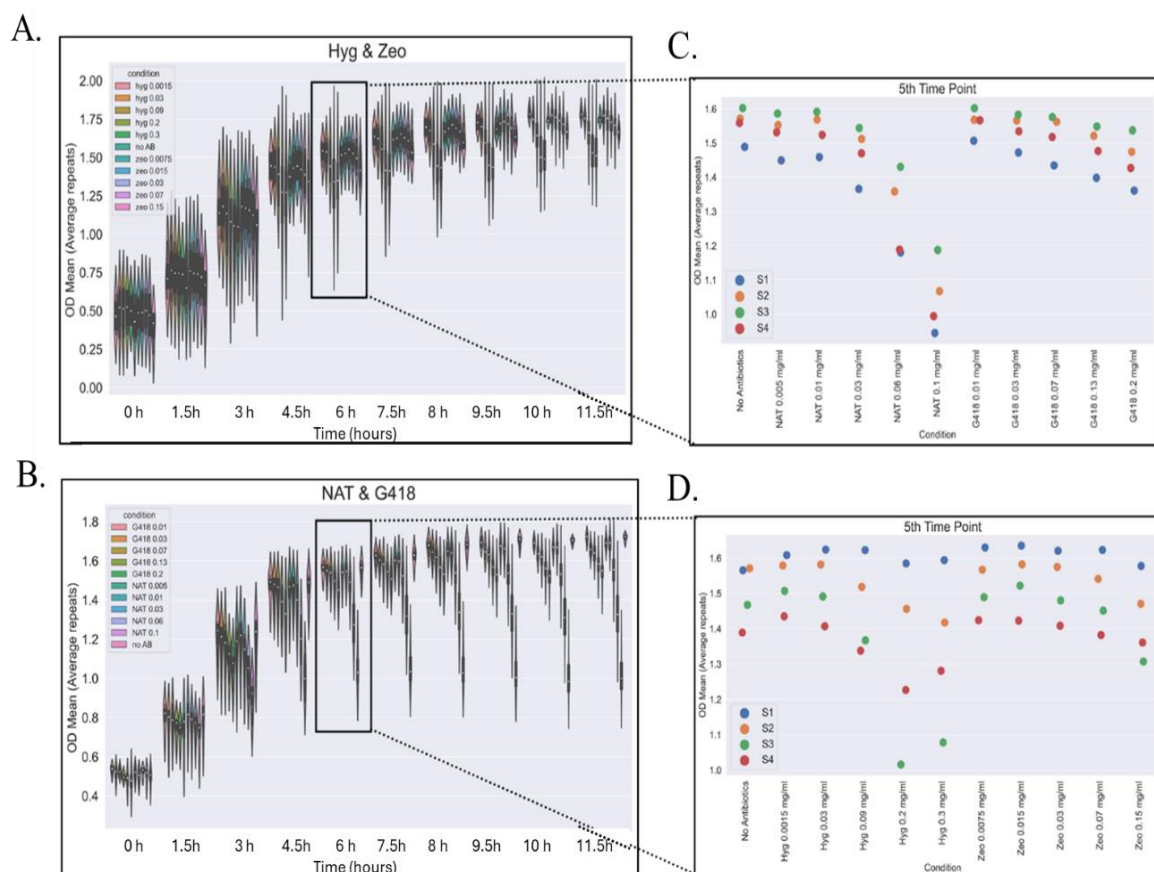 A.
Hyg & Zeo
condition
hyg 0.0015
hyg 0.03
hyg 0.09
hyg 0.2
hyg 0.3
no AB
zeo 0.0075
zeo 0.015
zeo 0.03
zeo 0.07
zeo 0.15
OD Mean (Average repeats)
2.00
1.75
1.50
1.25
1.00
0.75
0.50
0.25
0.00
0 h 1.5h 3 h 4.5h 6 h 7.5h 8 h 9.5h 10 h 11.5h
Time (hours)
C.
5th Time Point
OD Mean (Average repeats)
1.6
1.5
1.4
1.3
1.2
1.1
1.0
S1
S2
S3
S4
No Antibiotics
NAT 0.005 mg/ml
NAT 0.01 mg/ml
NAT 0.03 mg/ml
NAT 0.06 mg/ml
NAT 0.1 mg/ml
G418 0.01 mg/ml
G418 0.03 mg/ml
G418 0.07 mg/ml
G418 0.13 mg/ml
G418 0.2 mg/ml
Condition
B.
NAT & G418
condition
G418 0.01
G418 0.03
G418 0.07
G418 0.13
G418 0.2
NAT 0.005
NAT 0.01
NAT 0.03
NAT 0.06
NAT 0.1
no AB
OD Mean (Average repeats)
1.8
1.6
1.4
1.2
1.0
0.8
0.6
0.4
0 h 1.5h 3 h 4.5h 6 h 7.5h 8 h 9.5h 10 h 11.5h
Time (hours)
D.
5th Time Point
OD Mean (Average repeats)
1.6
1.5
1.4
1.3
1.2
1.1
1.0
S1
S2
S3
S4
No Antibiotics
Hyg 0.0015 mg/ml
Hyg 0.03 mg/ml
Hyg 0.09 mg/ml
Hyg 0.2 mg/ml
Hyg 0.3 mg/ml
Zeo 0.0075 mg/ml
Zeo 0.015 mg/ml
Zeo 0.03 mg/ml
Zeo 0.07 mg/ml
Zeo 0.15 mg/ml
Condition